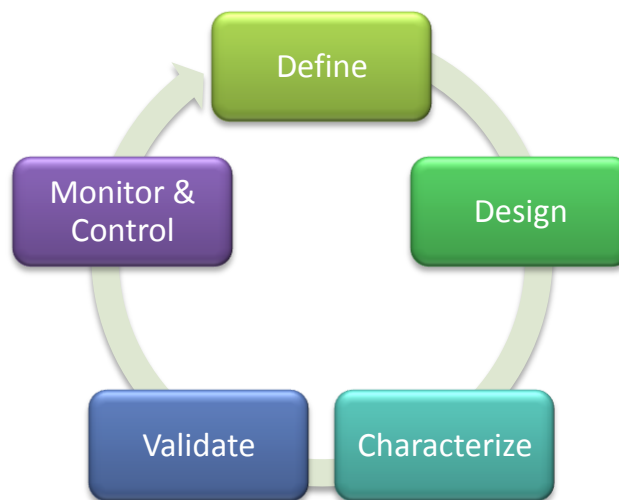 Define
Design
Characterize
Validate
Monitor &
Control